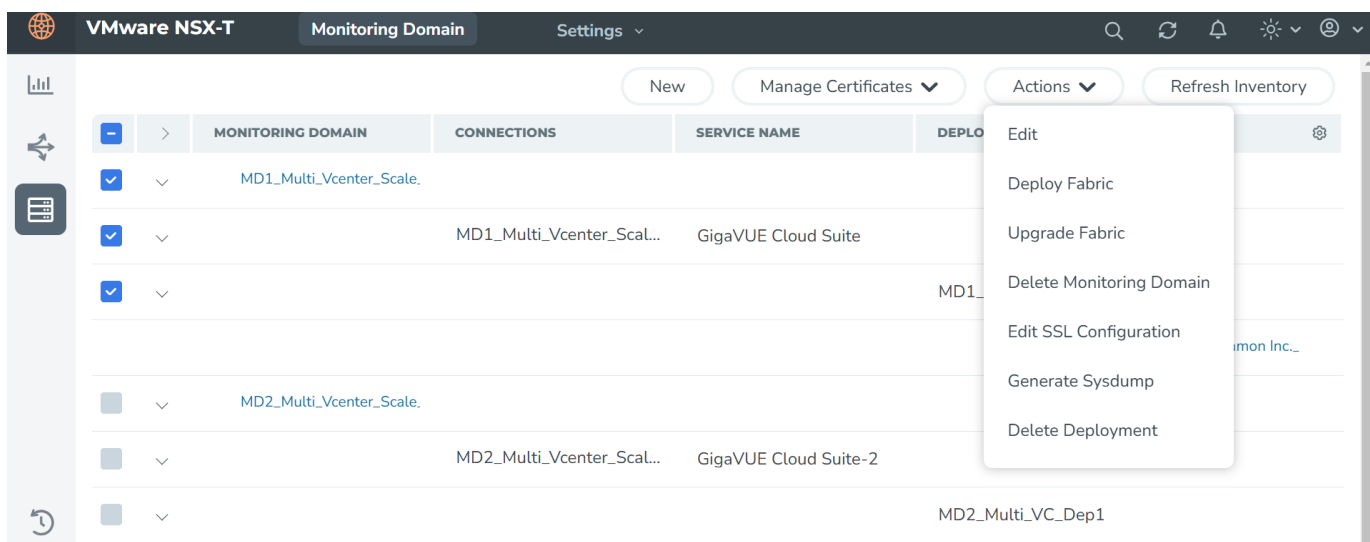 VMware NSX-T Monitoring Domain Settings
New Manage Certificates Actions Refresh Inventory
MONITORING DOMAIN CONNECTIONS SERVICE NAME DEPLO
Edit
MD1_Multi_Vcenter_Scale_
Deploy Fabric
MD1_Multi_Vcenter_Scal... GigaVUE Cloud Suite
Upgrade Fabric
MD1_
Delete Monitoring Domain
Edit SSL Configuration
mon Inc._
Generate Sysdump
MD2_Multi_Vcenter_Scale_
Delete Deployment
MD2_Multi_Vcenter_Scal... GigaVUE Cloud Suite-2
MD2_Multi_VC_Dep1